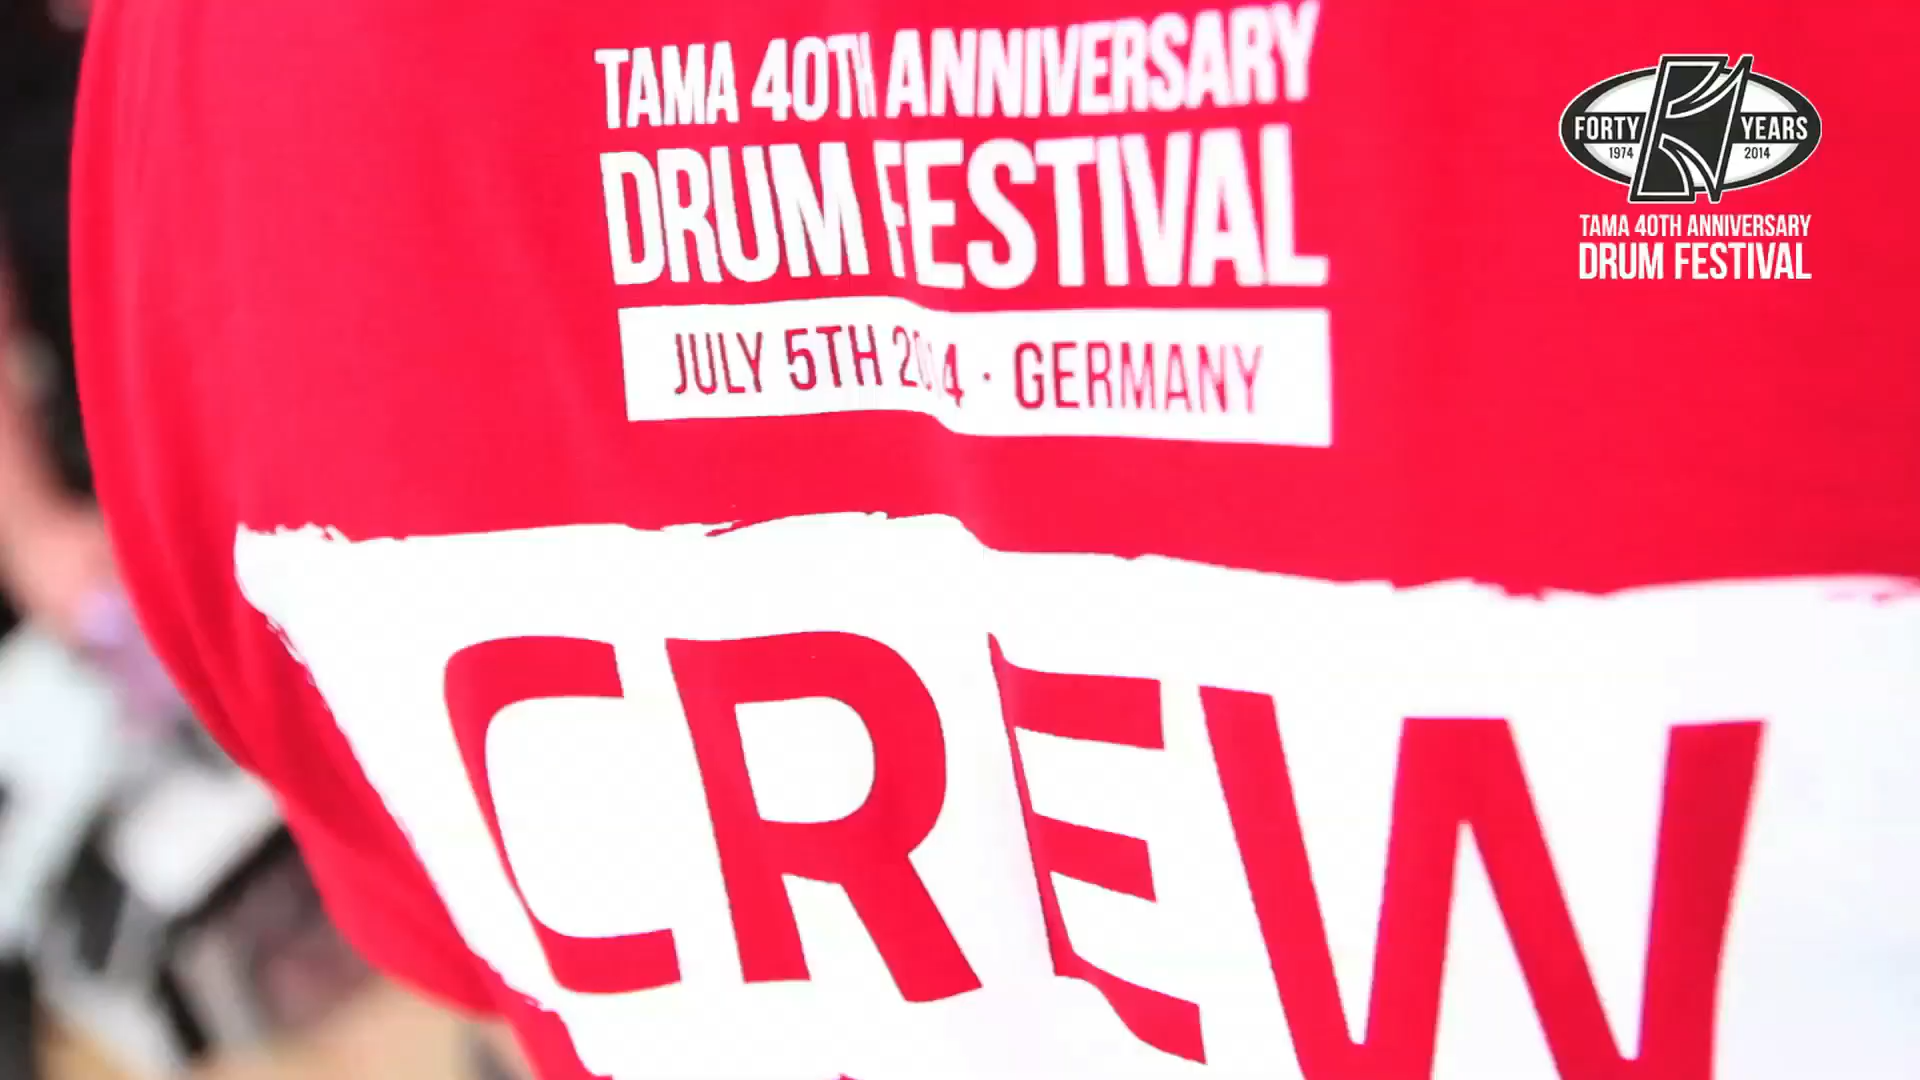 TAMA 40TH ANNIVERSARY
DRUM FESTIVAL
JULY 5TH 2014 · GERMANY
CREW
FORTY YEARS
1974 2014
TAMA 40TH ANNIVERSARY
DRUM FESTIVAL